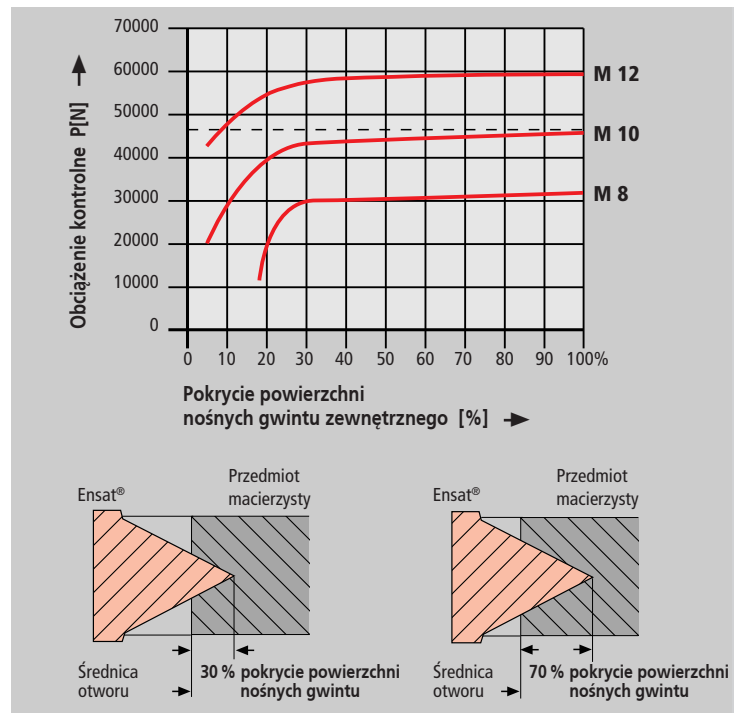 70000
60000
50000
40000
30000
20000
10000
0
Obciążenie kontrolne P[N]
M 12
M 10
M 8
0 10 20 30 40 50 60 70 80 90 100%
Pokrycie powierzchni
nośnych gwintu zewnętrznego [%]
Ensat®
Przedmiot
macierzysty
Średnica
otworu
30 % pokrycie powierzchni
nośnych gwintu
Ensat®
Przedmiot
macierzysty
Średnica
otworu
70 % pokrycie powierzchni
nośnych gwintu